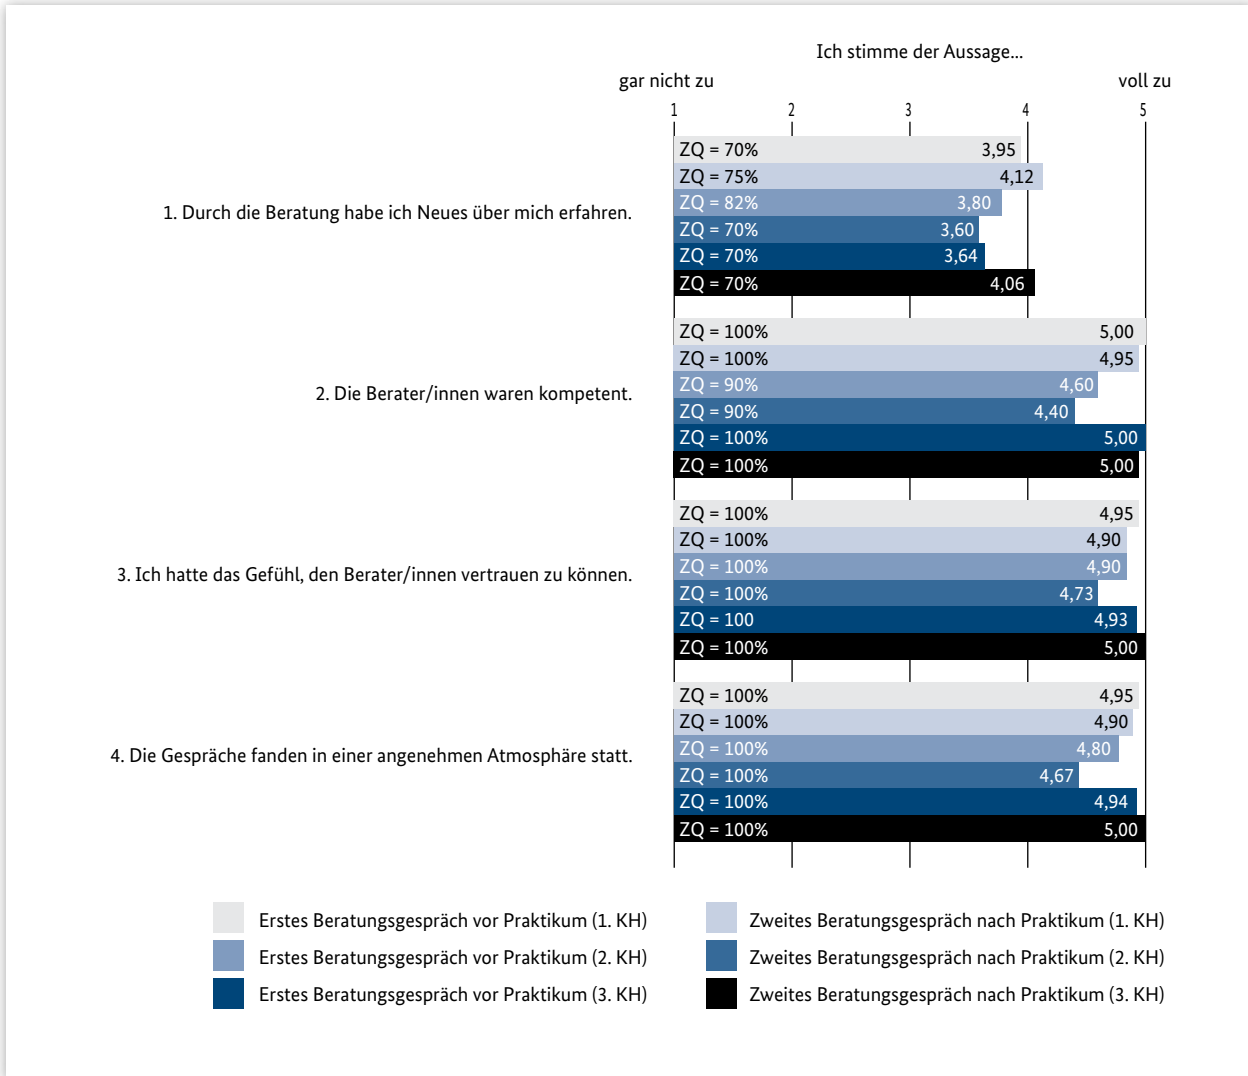 Ich stimme der Aussage...
gar nicht zu voll zu
1 2 3 4 5
ZQ = 70% 3,95
ZQ = 75% 4,12
ZQ = 82% 3,80
1. Durch die Beratung habe ich Neues über mich erfahren.
ZQ = 70% 3,60
ZQ = 70% 3,64
ZQ = 70% 4,06
ZQ = 100% 5,00
ZQ = 100% 4,95
ZQ = 90% 4,60
2. Die Berater/innen waren kompetent.
ZQ = 90% 4,40
ZQ = 100% 5,00
ZQ = 100% 5,00
ZQ = 100% 4,95
ZQ = 100% 4,90
ZQ = 100% 4,90
3. Ich hatte das Gefühl, den Berater/innen vertrauen zu können.
ZQ = 100% 4,73
ZQ = 100 4,93
ZQ = 100% 5,00
ZQ = 100% 4,95
ZQ = 100% 4,90
ZQ = 100% 4,80
4. Die Gespräche fanden in einer angenehmen Atmosphäre statt.
ZQ = 100% 4,67
ZQ = 100% 4,94
ZQ = 100% 5,00
Erstes Beratungsgespräch vor Praktikum (1. KH) Zweites Beratungsgespräch nach Praktikum (1. KH)
Erstes Beratungsgespräch vor Praktikum (2. KH) Zweites Beratungsgespräch nach Praktikum (2. KH)
Erstes Beratungsgespräch vor Praktikum (3. KH) Zweites Beratungsgespräch nach Praktikum (3. KH)